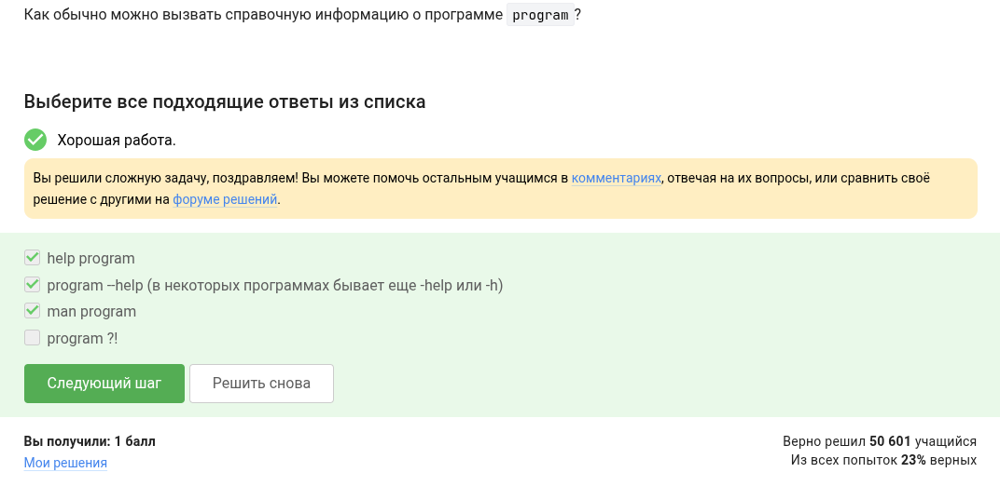 Как обычно можно вызвать справочную информацию о программе program?
Выберите все подходящие ответы из списка
Хорошая работа.
Вы решили сложную задачу, поздравляем! Вы можете помочь остальным учащимся в комментариях, отвечая на их вопросы, или сравнить своё
решение с другими на форуме решений.
help program
program --help (в некоторых программах бывает еще -help или -h)
man program
program ?!
Следующий шаг
Решить снова
Вы получили: 1 балл
Мои решения
Верно решил 50 601 учащийся
Из всех попыток 23% верных